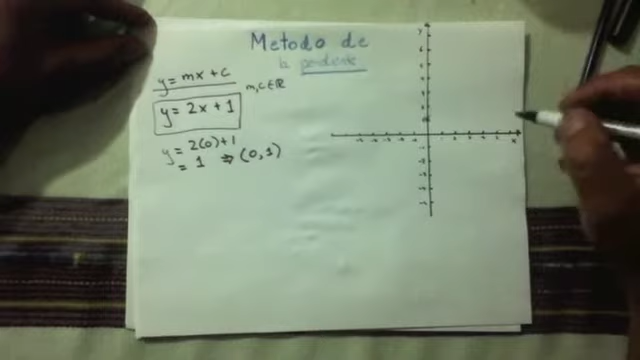 Metodo de
la pendiente
y = mx + c
m, c ∈ ℝ
y = 2x + 1
y = 2(0) + 1
= 1 ⇒ (0, 1)